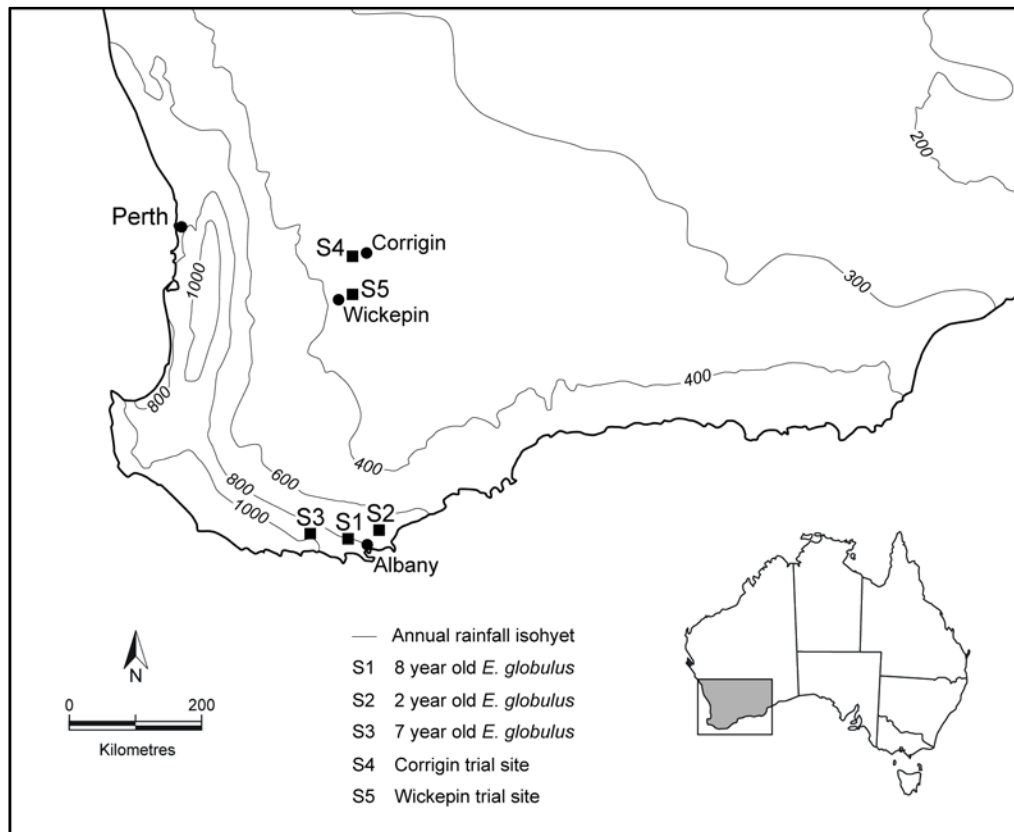 200
Perth
Corrigin
S4
1000
S5
300
Wickepin
400
800
400
600
800
1000
S3
S1
S2
Albany
Annual rainfall isohyet
S1 8 year old E. globulus
S2 2 year old E. globulus
S3 7 year old E. globulus
S4 Corrigin trial site
S5 Wickepin trial site
N
0 200
Kilometres